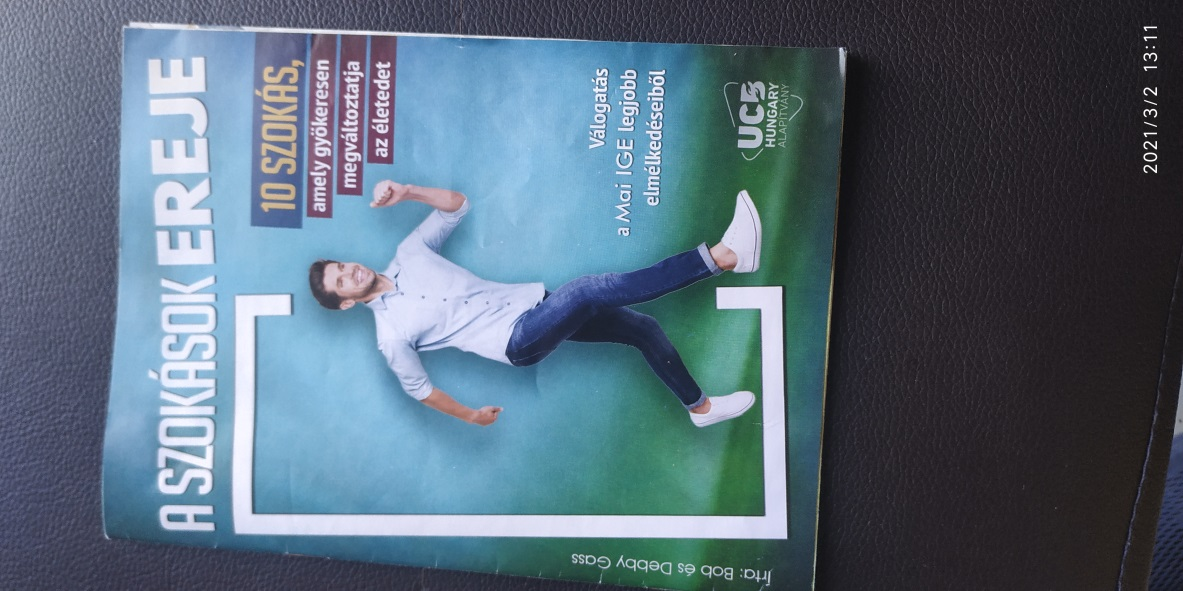 A SZOKÁSOK EREJE
10 SZOKÁS,
amely gyökeresen
megváltoztatja
az életedet
Válogatás
a Mai IGE legjobb
elmélkedéseiből
UCB
HUNGARY
ALAPÍTVÁNY
Írta: Bob és Debby Gass
2021/3/2 13:11